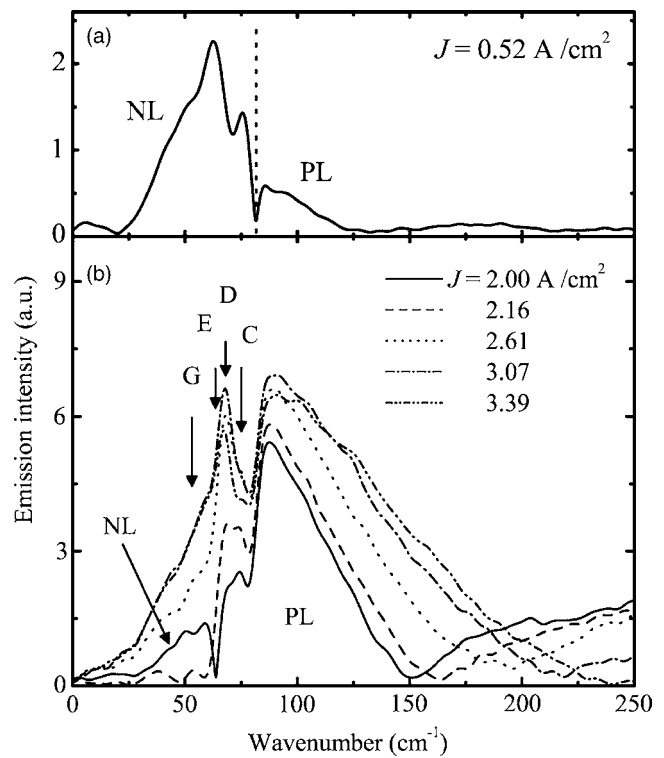 (a)
J = 0.52 A /cm²
2
NL
1
PL
0
(b)
9
J = 2.00 A /cm²
D
2.16
E
C
2.61
G
3.07
6
3.39
Emission intensity (a.u.)
NL
3
PL
0
0 50 100 150 200 250
Wavenumber (cm⁻¹)